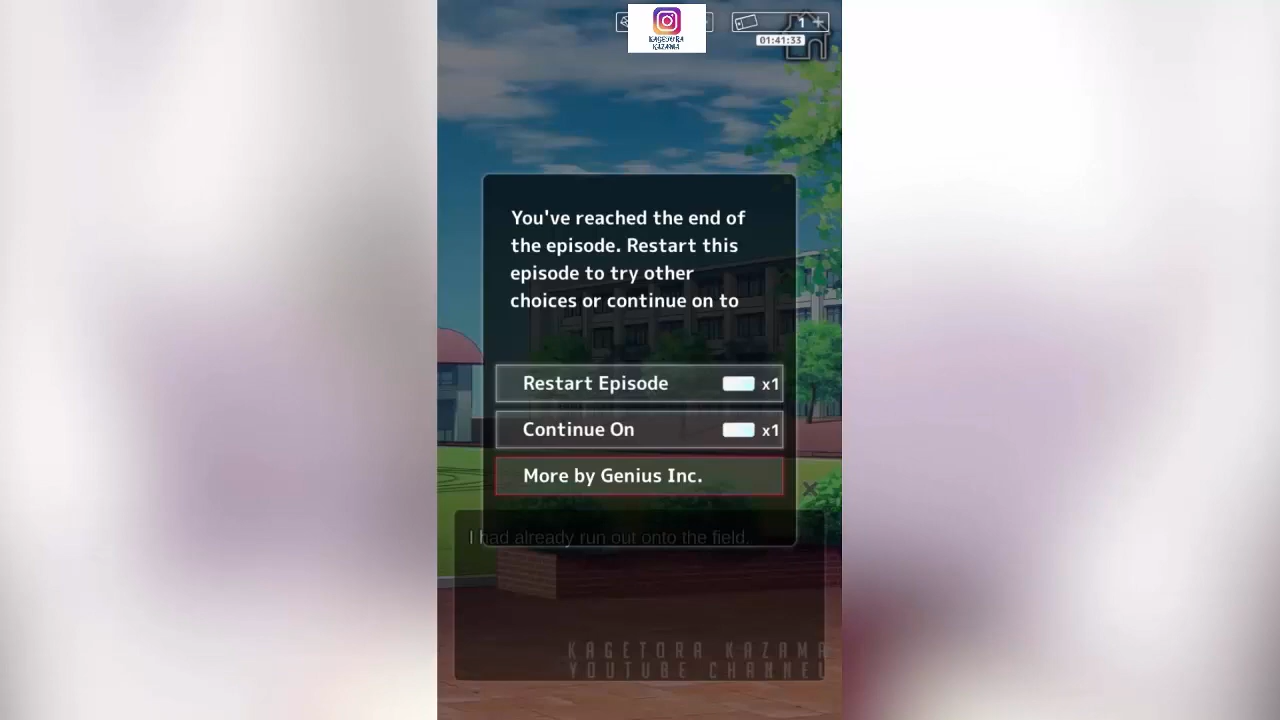 KAGETORA
KAZAMA
1
01:41:33
You've reached the end of
the episode. Restart this
episode to try other
choices or continue on to
Restart Episode x1
Continue On x1
More by Genius Inc.
I had already run out onto the field.
KAGETORA KAZAMA
YOUTUBE CHANNEL